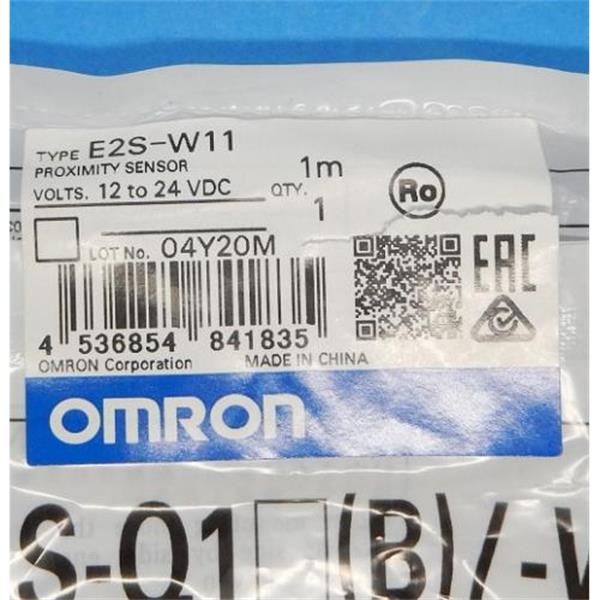 TYPE E2S-W11
PROXIMITY SENSOR 1m
VOLTS. 12 to 24 VDC QTY. 1
Ro
LOT No. 04Y20M
EAC
4 536854 841835
OMRON Corporation MADE IN CHINA
OMRON
S-Q1□(B)/-